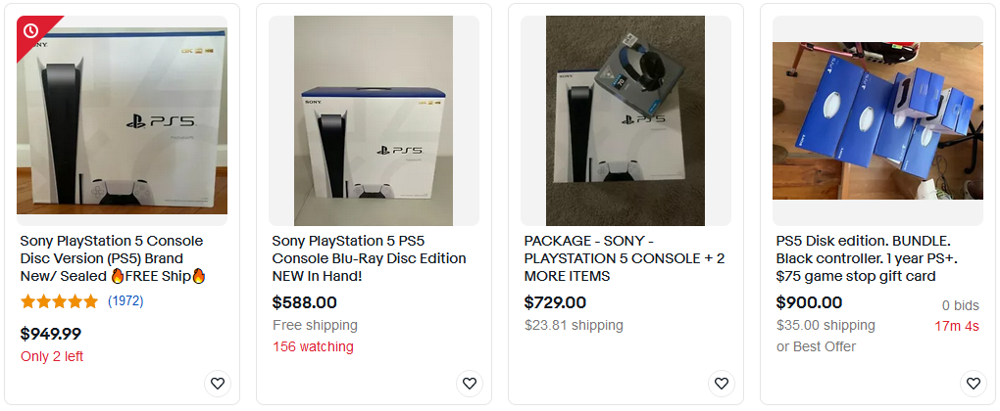 SONY
PS5
Sony PlayStation 5 Console
Disc Version (PS5) Brand
New/ Sealed 🔥FREE Ship🔥
(1972)
$949.99
Only 2 left
SONY
PS5
Sony PlayStation 5 PS5
Console Blu-Ray Disc Edition
NEW In Hand!
$588.00
Free shipping
156 watching
SONY
PS5
PACKAGE - SONY -
PLAYSTATION 5 CONSOLE + 2
MORE ITEMS
$729.00
$23.81 shipping
PS5
SONY
PS5 Disk edition. BUNDLE.
Black controller. 1 year PS+.
$75 game stop gift card
$900.00
0 bids
$35.00 shipping
17m 4s
or Best Offer